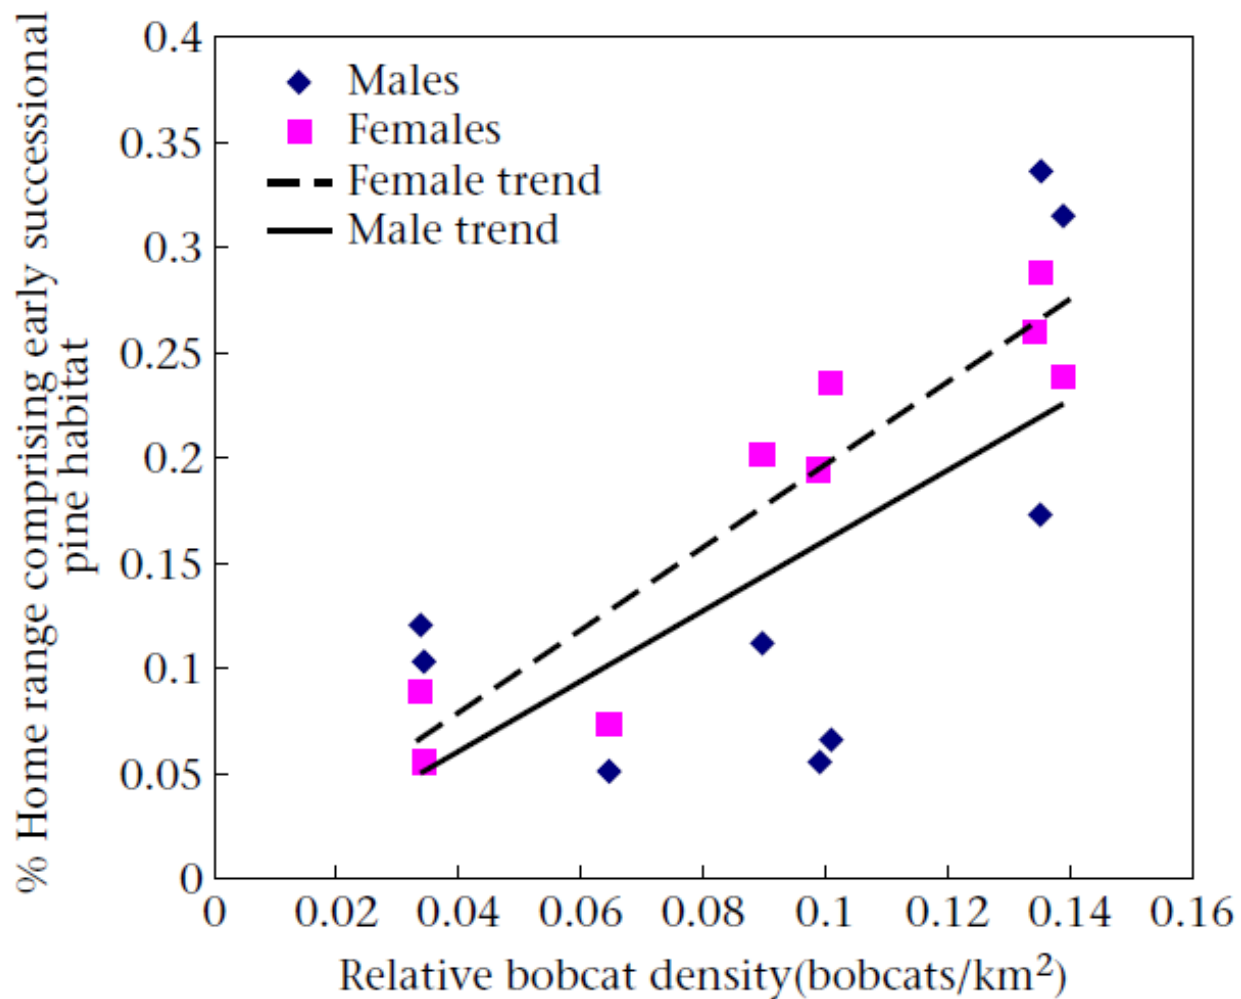 % Home range comprising early successional
pine habitat
0.4
0.35
0.3
0.25
0.2
0.15
0.1
0.05
0
Males
Females
Female trend
Male trend
0 0.02 0.04 0.06 0.08 0.1 0.12 0.14 0.16
Relative bobcat density(bobcats/km²)